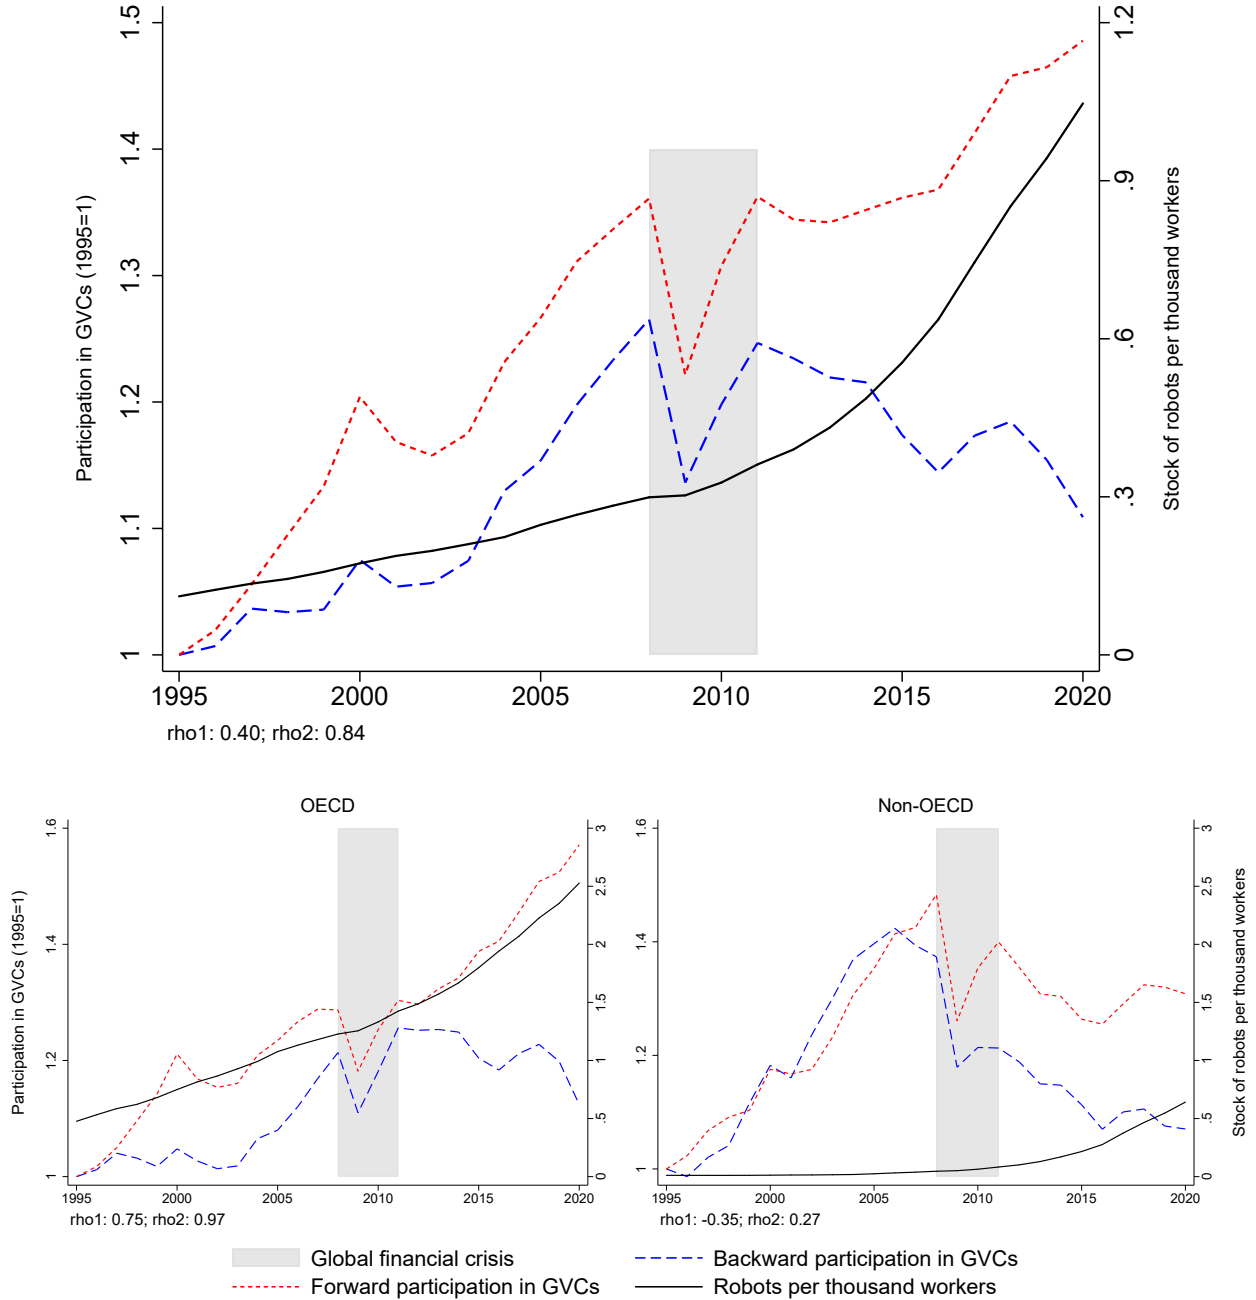 1.5
1.4
1.3
1.2
1.1
1
Participation in GVCs (1995=1)
1.2
.9
.6
.3
0
Stock of robots per thousand workers
1995 2000 2005 2010 2015 2020
rho1: 0.40; rho2: 0.84
OECD
1.6
1.4
1.2
1
Participation in GVCs (1995=1)
3
2.5
2
1.5
1
.5
0
1995 2000 2005 2010 2015 2020
rho1: 0.75; rho2: 0.97
Non-OECD
1.6
1.4
1.2
1
3
2.5
2
1.5
1
.5
0
Stock of robots per thousand workers
1995 2000 2005 2010 2015 2020
rho1: -0.35; rho2: 0.27
Global financial crisis
Backward participation in GVCs
Forward participation in GVCs
Robots per thousand workers